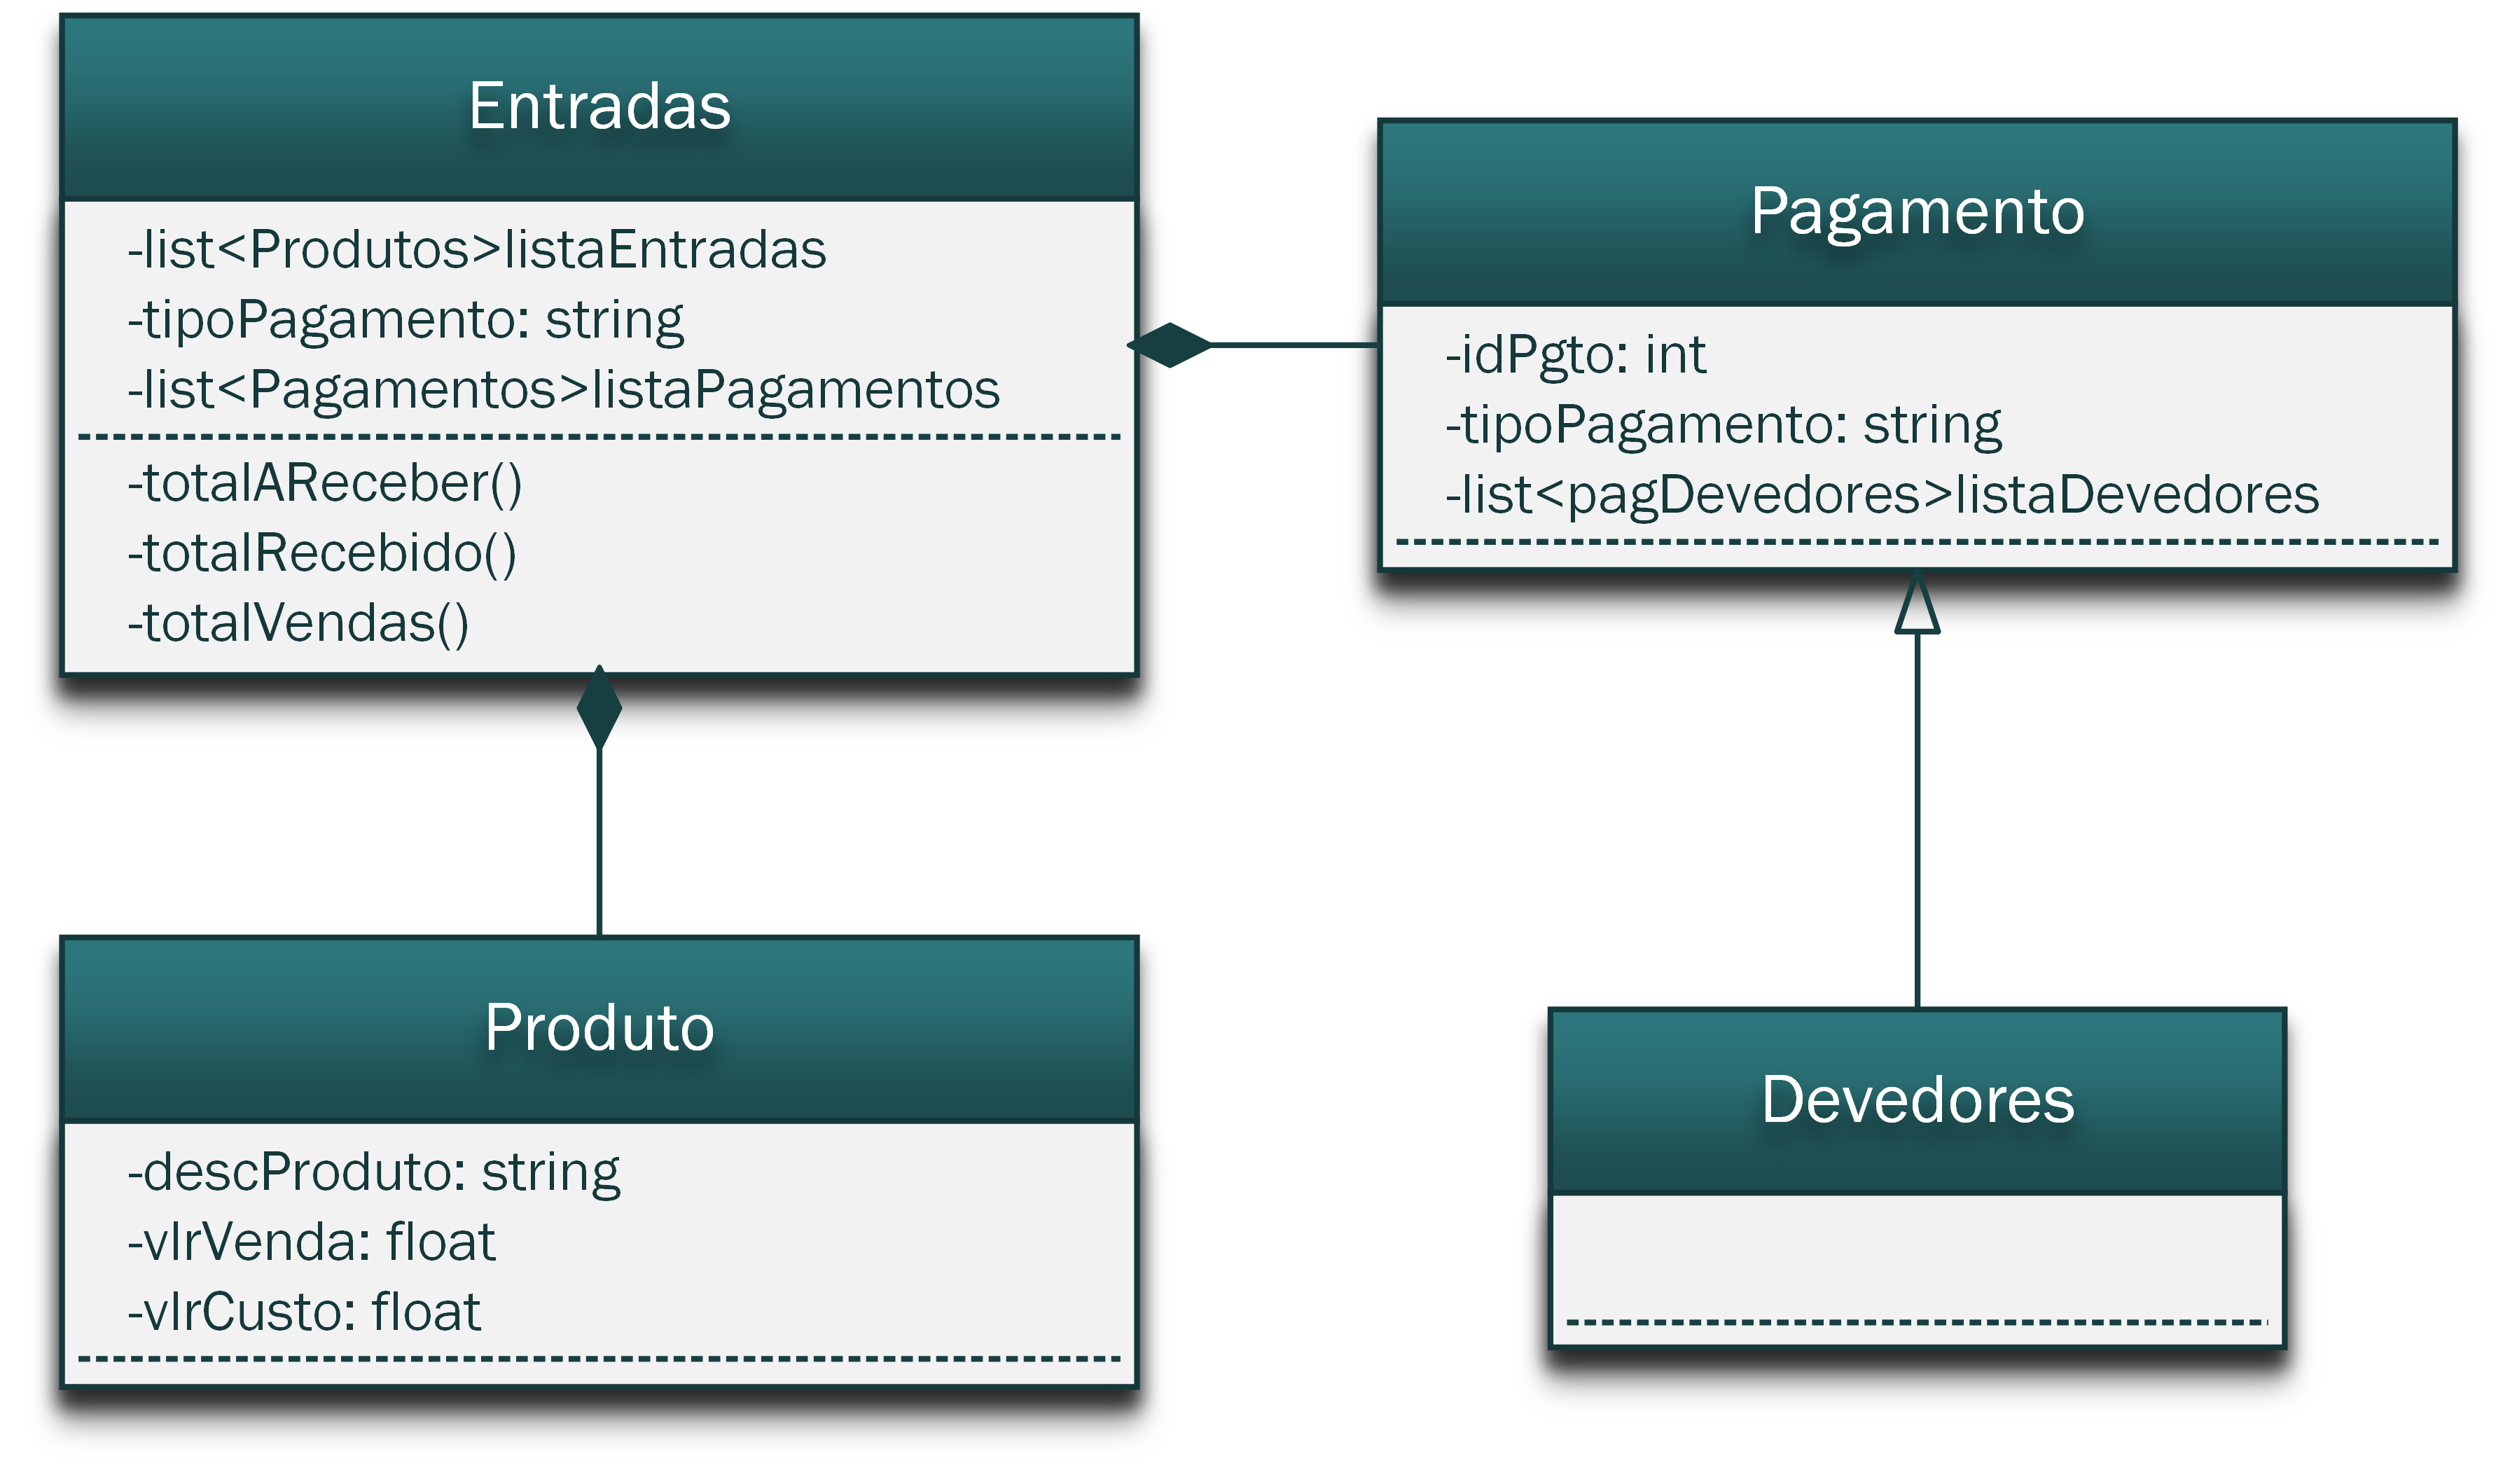 Entradas
-list<Produtos>listaEntradas
-tipoPagamento: string
-list<Pagamentos>listaPagamentos
-totalAReceber()
-totalRecebido()
-totalVendas()
Pagamento
-idPgto: int
-tipoPagamento: string
-list<pagDevedores>listaDevedores
Produto
-descProduto: string
-vlrVenda: float
-vlrCusto: float
Devedores